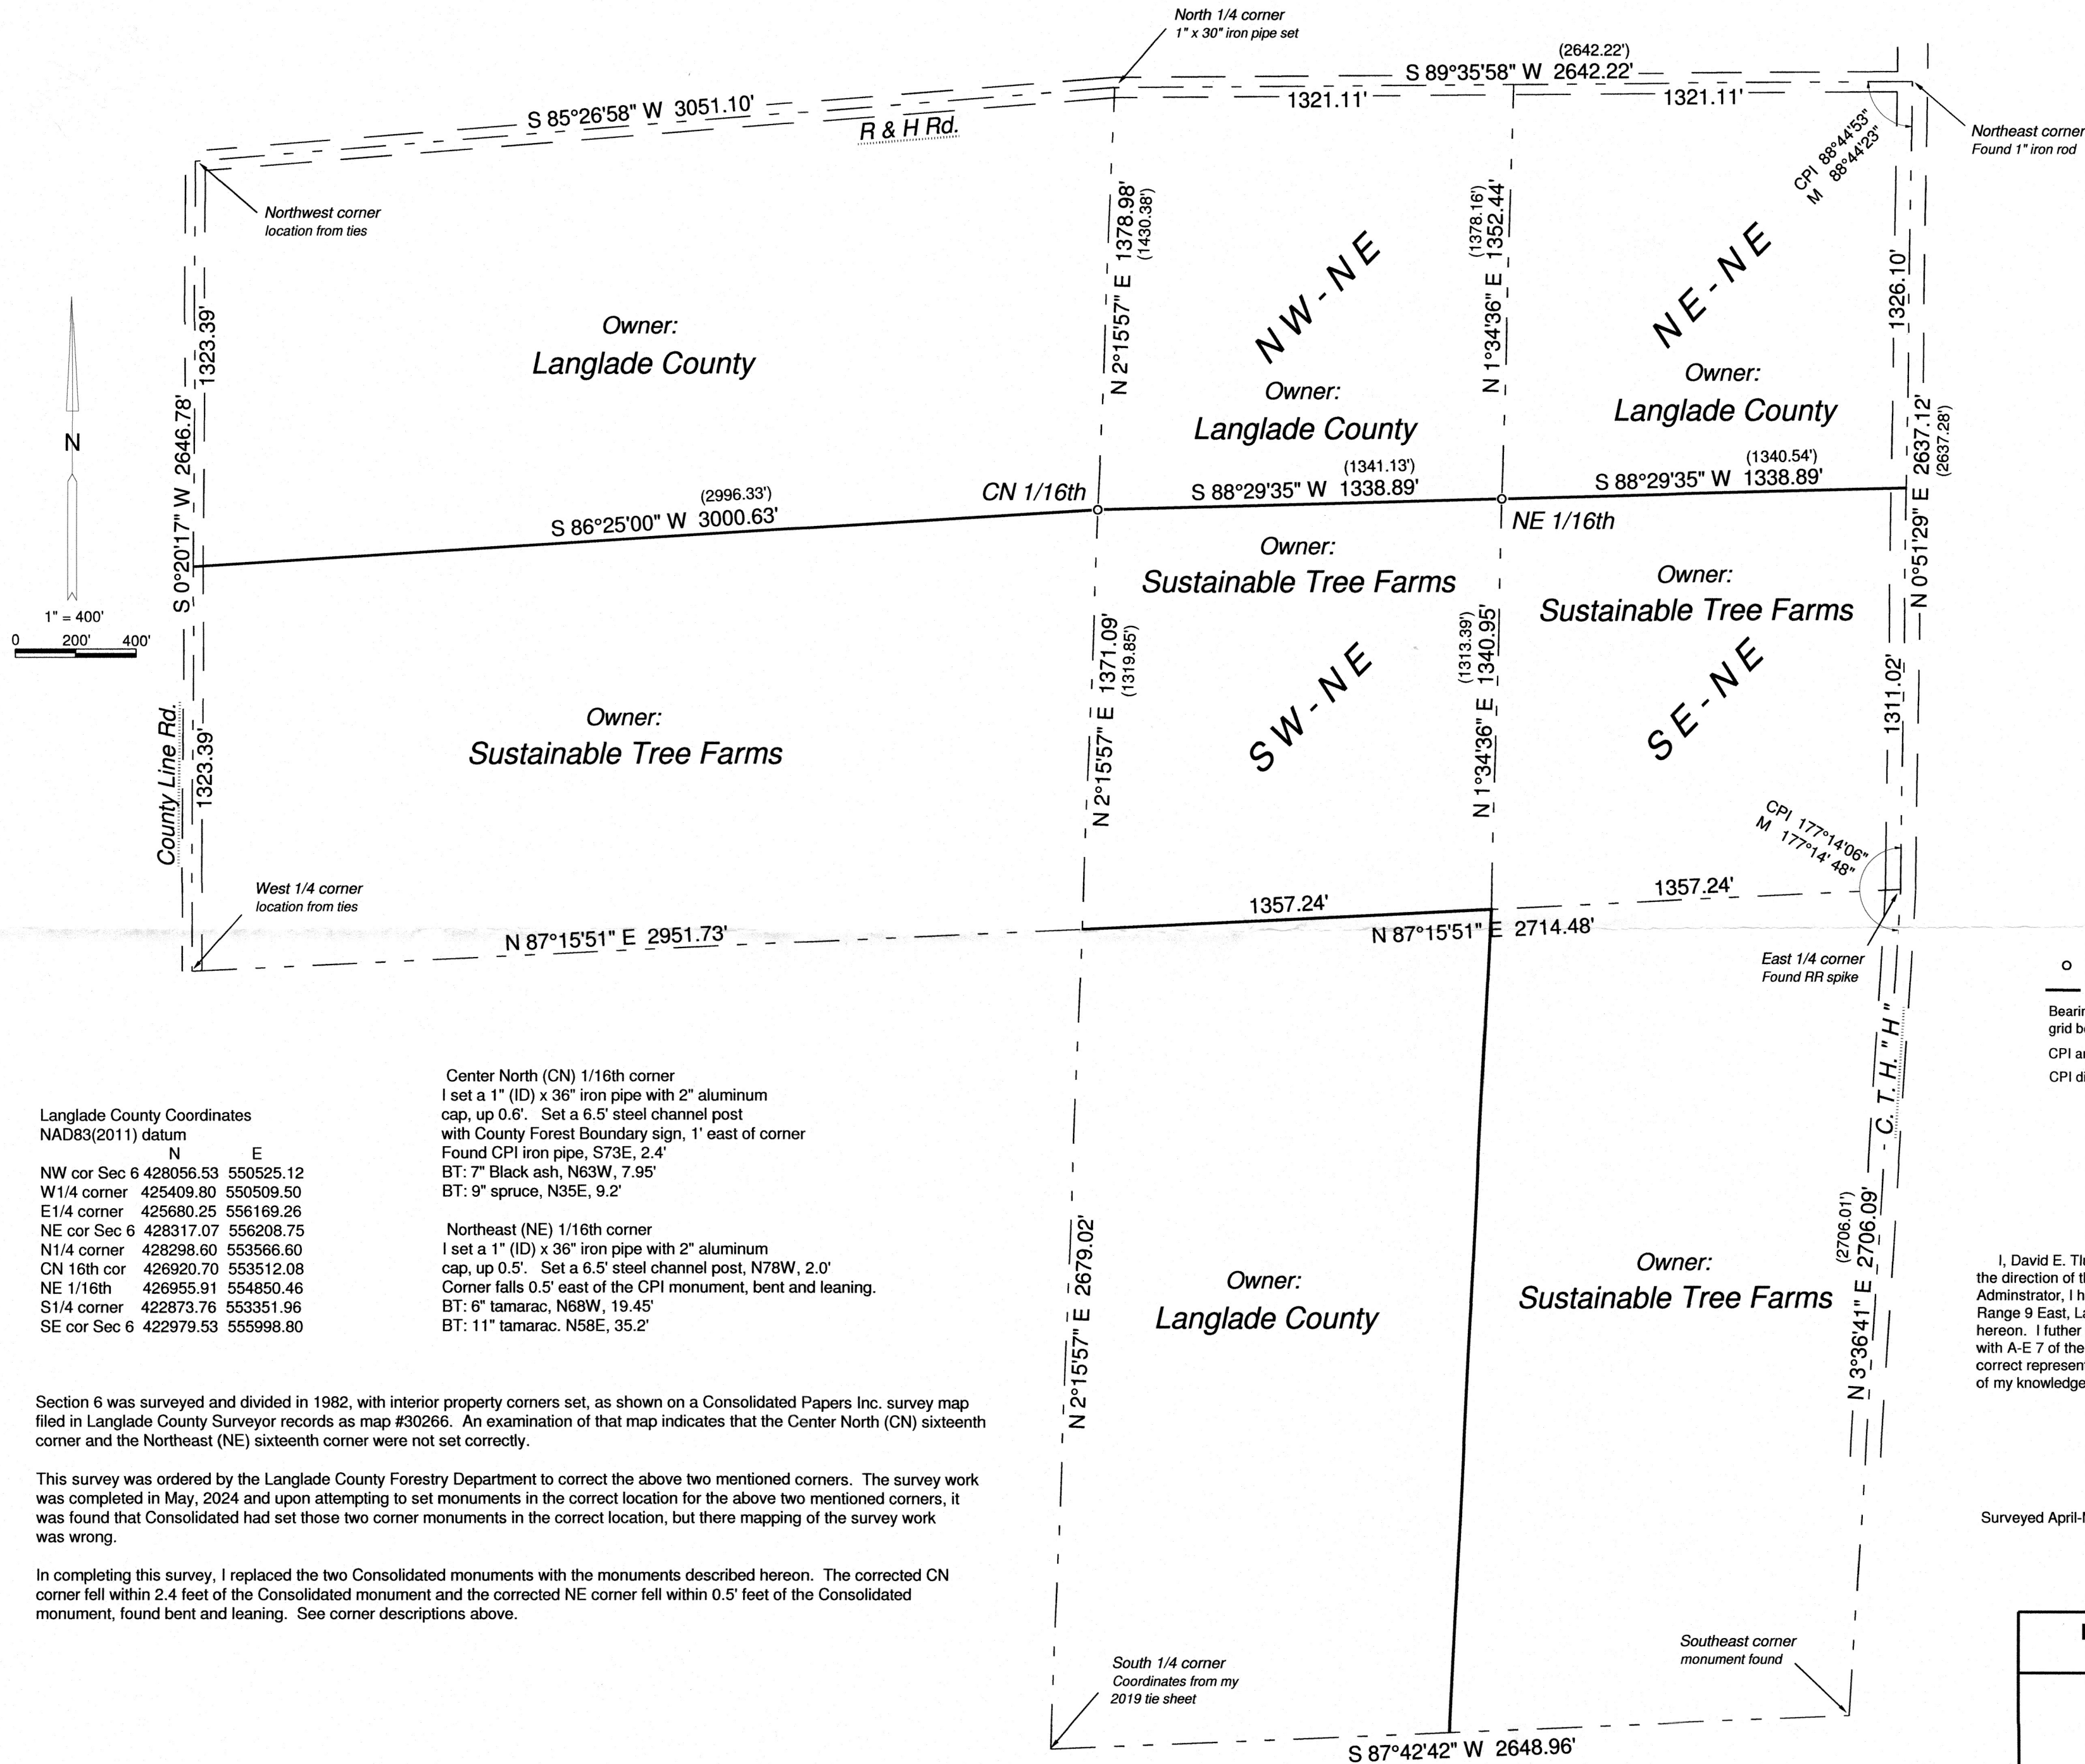 North 1/4 corner
1" x 30" iron pipe set
(2642.22')
S 89°35'58" W 2642.22'
1321.11'
1321.11'
S 85°26'58" W 3051.10'
R & H Rd.
Northeast corner
Found 1" iron rod
CPI 88°44'53"
M 88°44'23"
Northwest corner
location from ties
N 2°15'57" E 1378.98'
(1430.38')
(1378.16')
N 1°34'36" E 1352.44'
NW-NE
NE-NE
1326.10'
1323.39'
Owner:
Langlade County
Owner:
Langlade County
Owner:
Langlade County
N
S 0°20'17" W 2646.78'
N 0°51'29" E 2637.12'
(2637.28')
(2996.33')
S 86°25'00" W 3000.63'
CN 1/16th
(1341.13')
S 88°29'35" W 1338.89'
(1340.54')
S 88°29'35" W 1338.89'
NE 1/16th
Owner:
Sustainable Tree Farms
Owner:
Sustainable Tree Farms
1" = 400'
0 200' 400'
N 2°15'57" E 1371.09'
(1319.85')
(1313.39')
N 1°34'36" E 1340.95'
SW-NE
SE-NE
1311.02'
Owner:
Sustainable Tree Farms
County Line Rd.
1323.39'
CPI 177°14'06"
M 177°14'48"
West 1/4 corner
location from ties
1357.24'
1357.24'
N 87°15'51" E 2951.73'
N 87°15'51" E 2714.48'
East 1/4 corner
Found RR spike
Bearin
grid b
CPI a
CPI di
C. T. H. "H"
Langlade County Coordinates
NAD83(2011) datum
N E
NW cor Sec 6 428056.53 550525.12
W1/4 corner 425409.80 550509.50
E1/4 corner 425680.25 556169.26
NE cor Sec 6 428317.07 556208.75
N1/4 corner 428298.60 553566.60
CN 16th cor 426920.70 553512.08
NE 1/16th 426955.91 554850.46
S1/4 corner 422873.76 553351.96
SE cor Sec 6 422979.53 555998.80
Center North (CN) 1/16th corner
I set a 1" (ID) x 36" iron pipe with 2" aluminum
cap, up 0.6'. Set a 6.5' steel channel post
with County Forest Boundary sign, 1' east of corner
Found CPI iron pipe, S73E, 2.4'
BT: 7" Black ash, N63W, 7.95'
BT: 9" spruce, N35E, 9.2'
Northeast (NE) 1/16th corner
I set a 1" (ID) x 36" iron pipe with 2" aluminum
cap, up 0.5'. Set a 6.5' steel channel post, N78W, 2.0'
Corner falls 0.5' east of the CPI monument, bent and leaning.
BT: 6" tamarac, N68W, 19.45'
BT: 11" tamarac. N58E, 35.2'
N 2°15'57" E 2679.02'
Owner:
Langlade County
Owner:
Sustainable Tree Farms
(2706.01')
N 3°36'41" E 2706.09'
I, David E. Tl
the direction of t
Adminstrator, I h
Range 9 East, La
hereon. I futher
with A-E 7 of the
correct represen
of my knowledge
Section 6 was surveyed and divided in 1982, with interior property corners set, as shown on a Consolidated Papers Inc. survey map
filed in Langlade County Surveyor records as map #30266. An examination of that map indicates that the Center North (CN) sixteenth
corner and the Northeast (NE) sixteenth corner were not set correctly.
This survey was ordered by the Langlade County Forestry Department to correct the above two mentioned corners. The survey work
was completed in May, 2024 and upon attempting to set monuments in the correct location for the above two mentioned corners, it
was found that Consolidated had set those two corner monuments in the correct location, but there mapping of the survey work
was wrong.
In completing this survey, I replaced the two Consolidated monuments with the monuments described hereon. The corrected CN
corner fell within 2.4 feet of the Consolidated monument and the corrected NE corner fell within 0.5' feet of the Consolidated
monument, found bent and leaning. See corner descriptions above.
Surveyed April-
South 1/4 corner
Coordinates from my
2019 tie sheet
Southeast corner
monument found
S 87°42'42" W 2648.96'